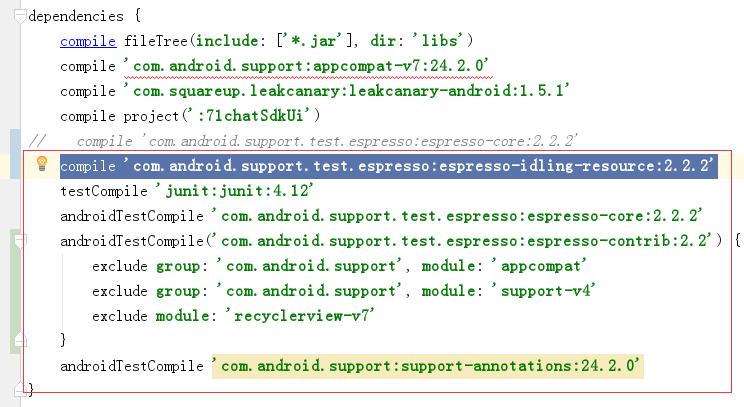 dependencies {
    compile fileTree(include: ['*.jar'], dir: 'libs')
    compile 'com.android.support:appcompat-v7:24.2.0'
    compile 'com.squareup.leakcanary:leakcanary-android:1.5.1'
    compile project(':71chatSdkUi')
//    compile 'com.android.support.test.espresso:espresso-core:2.2.2'
    compile 'com.android.support.test.espresso:espresso-idling-resource:2.2.2'
    testCompile 'junit:junit:4.12'
    androidTestCompile 'com.android.support.test.espresso:espresso-core:2.2.2'
    androidTestCompile('com.android.support.test.espresso:espresso-contrib:2.2') {
        exclude group: 'com.android.support', module: 'appcompat'
        exclude group: 'com.android.support', module: 'support-v4'
        exclude module: 'recyclerview-v7'
    }
    androidTestCompile 'com.android.support:support-annotations:24.2.0'
}